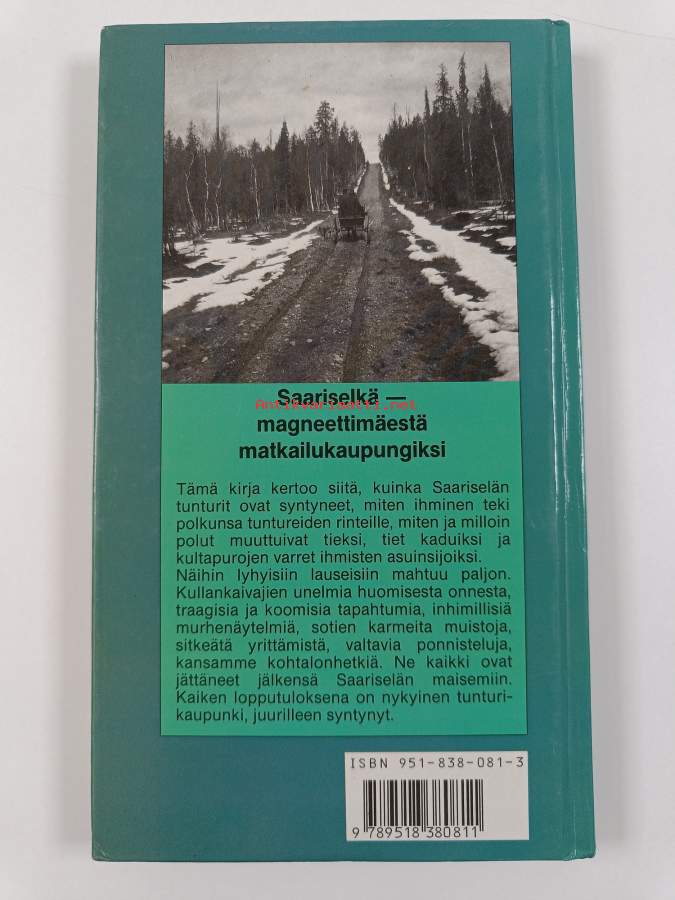 Saariselkä —
Antikvariaatti.net
magneettimäestä
matkailukaupungiksi
Tämä kirja kertoo siitä, kuinka Saariselän
tunturit ovat syntyneet, miten ihminen teki
polkunsa tuntureiden rinteille, miten ja milloin
polut muuttuivat tieksi, tiet kaduiksi ja
kultapurojen varret ihmisten asuinsijoiksi.
Näihin lyhyisiin lauseisiin mahtuu paljon.
Kullankaivajien unelmia huomisesta onnesta,
traagisia ja koomisia tapahtumia, inhimillisiä
murhenäytelmiä, sotien karmeita muistoja,
sitkeätä yrittämistä, valtavia ponnisteluja,
kansamme kohtalonhetkiä. Ne kaikki ovat
jättäneet jälkensä Saariselän maisemiin.
Kaiken lopputuloksena on nykyinen tunturi-
kaupunki, juurilleen syntynyt.
ISBN 951-838-081-3
9 789518 380811